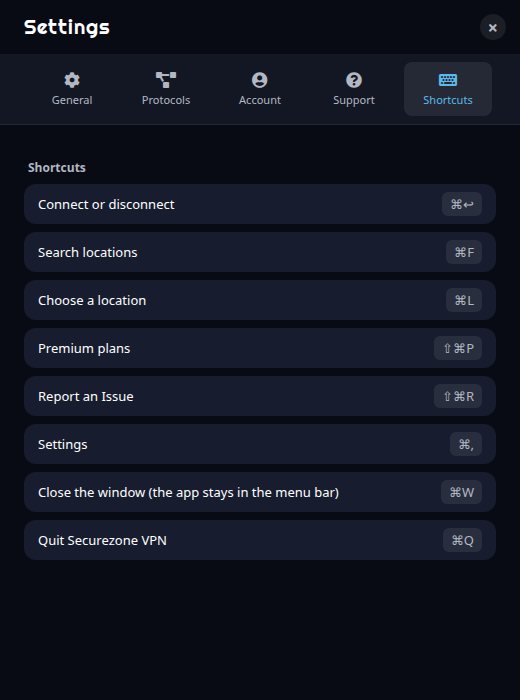 Settings
General
Protocols
Account
Support
Shortcuts
Shortcuts
Connect or disconnect ⌘↩
Search locations ⌘F
Choose a location ⌘L
Premium plans ⇧⌘P
Report an Issue ⇧⌘R
Settings ⌘,
Close the window (the app stays in the menu bar) ⌘W
Quit Securezone VPN ⌘Q